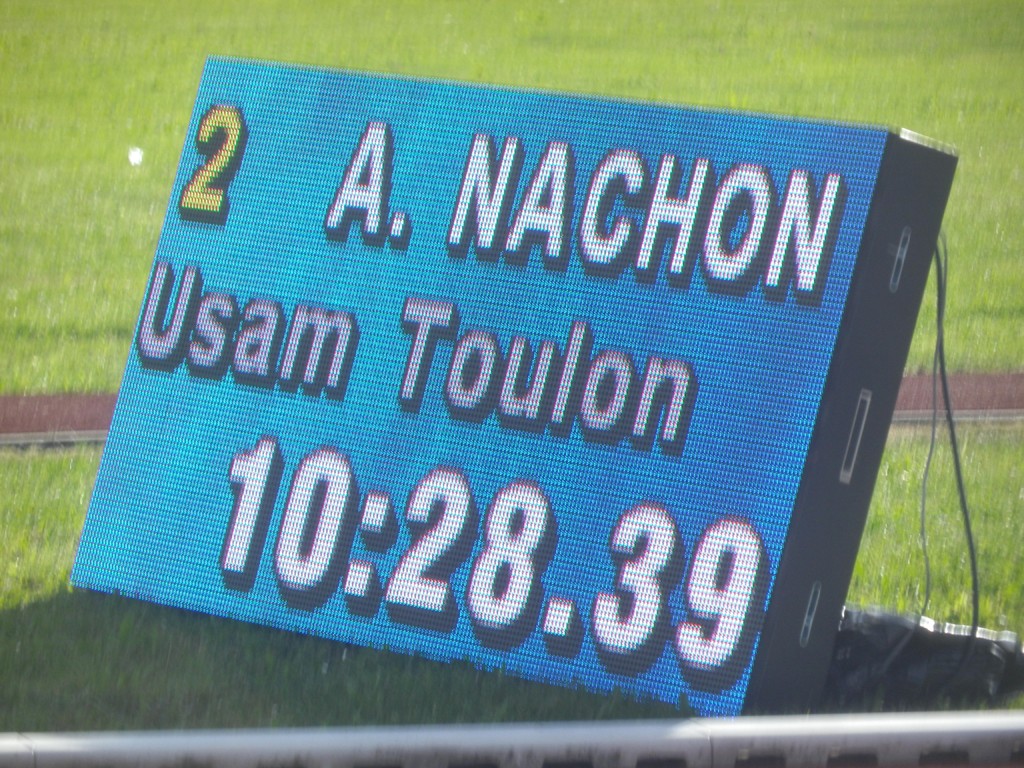 2 A. NACHON
Usam Toulon
10:28.39